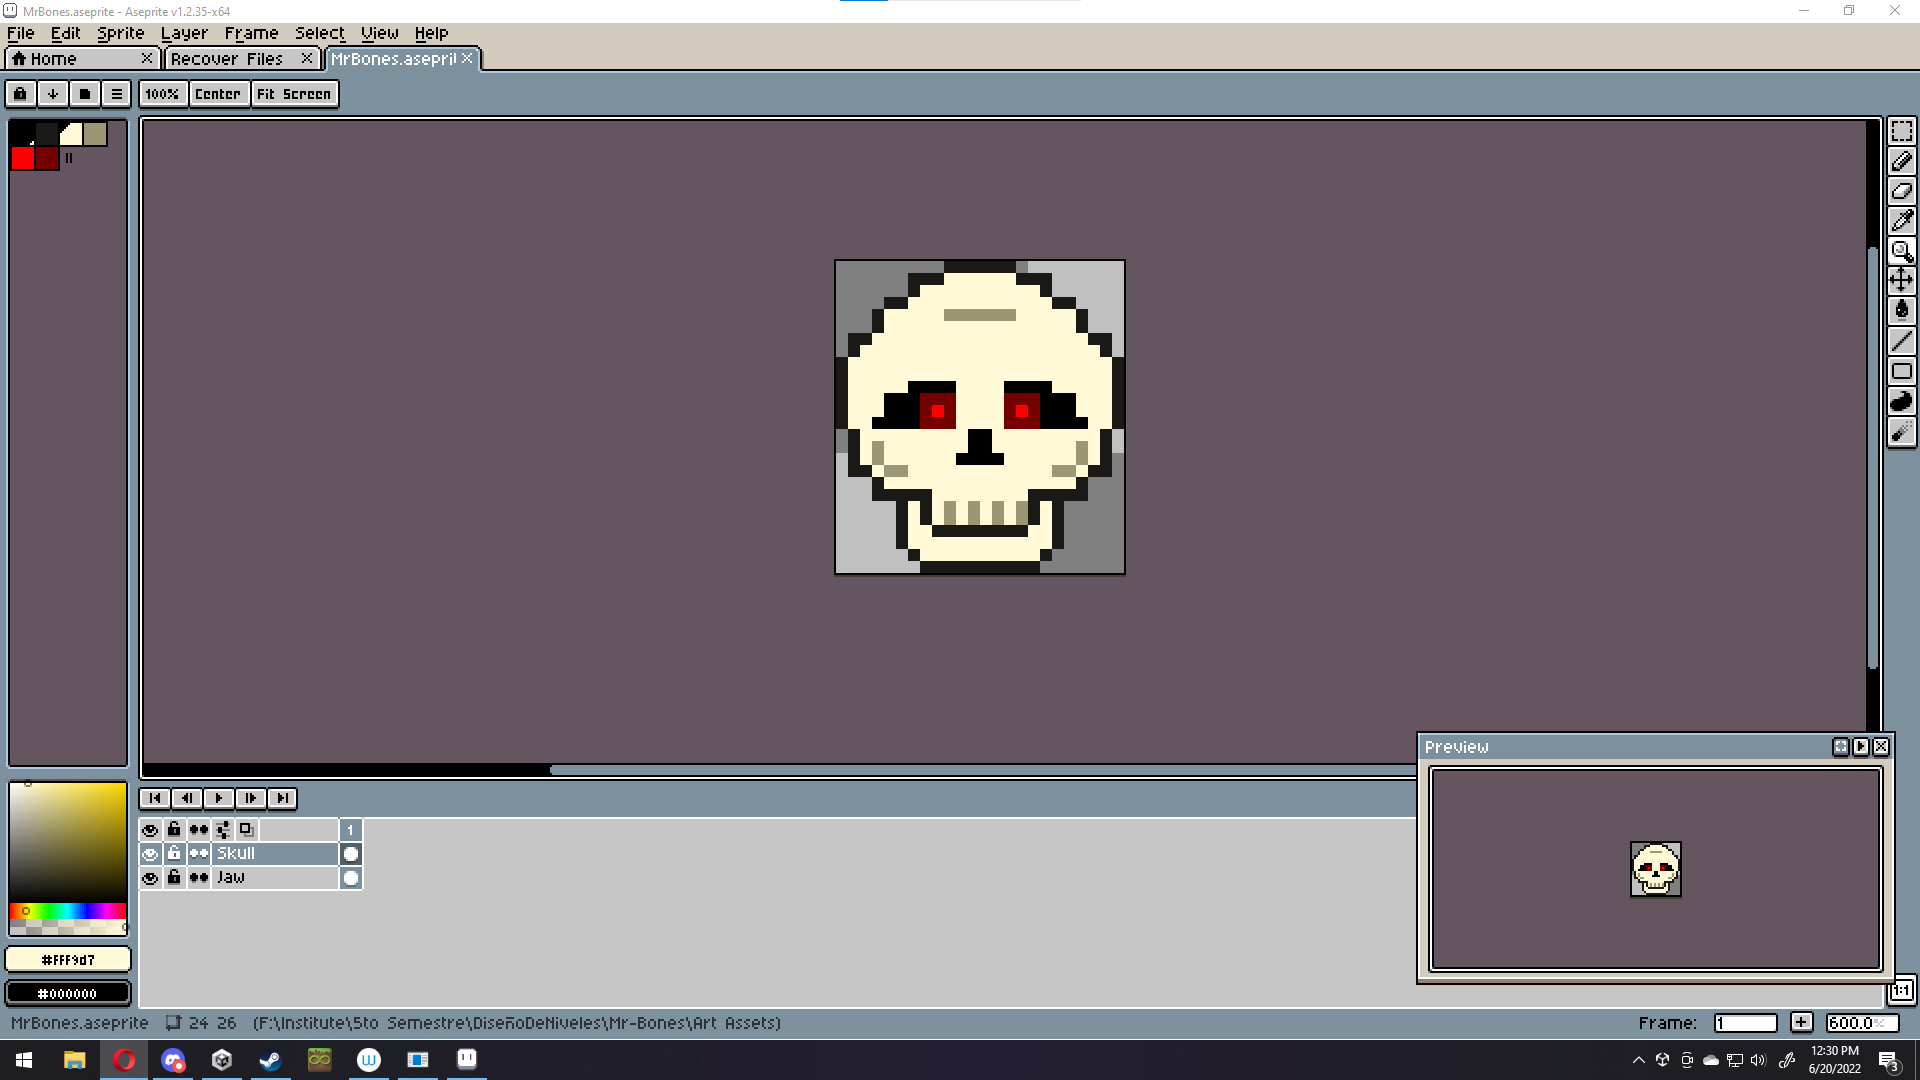 MrBones.aseprite - Aseprite v1.2.35-x64
File Edit Sprite Layer Frame Select View Help
Home Recover Files MrBones.asepri
100% Center Fit Screen
Preview
1
Skull
Jaw
#fff9d7
#000000
1:1
MrBones.aseprite 24 26 (F:\Institute\5to Semestre\DiseñoDeNiveles\Mr-Bones\Art Assets)
Frame: 1 + 600.0%
12:30 PM
6/20/2022
3